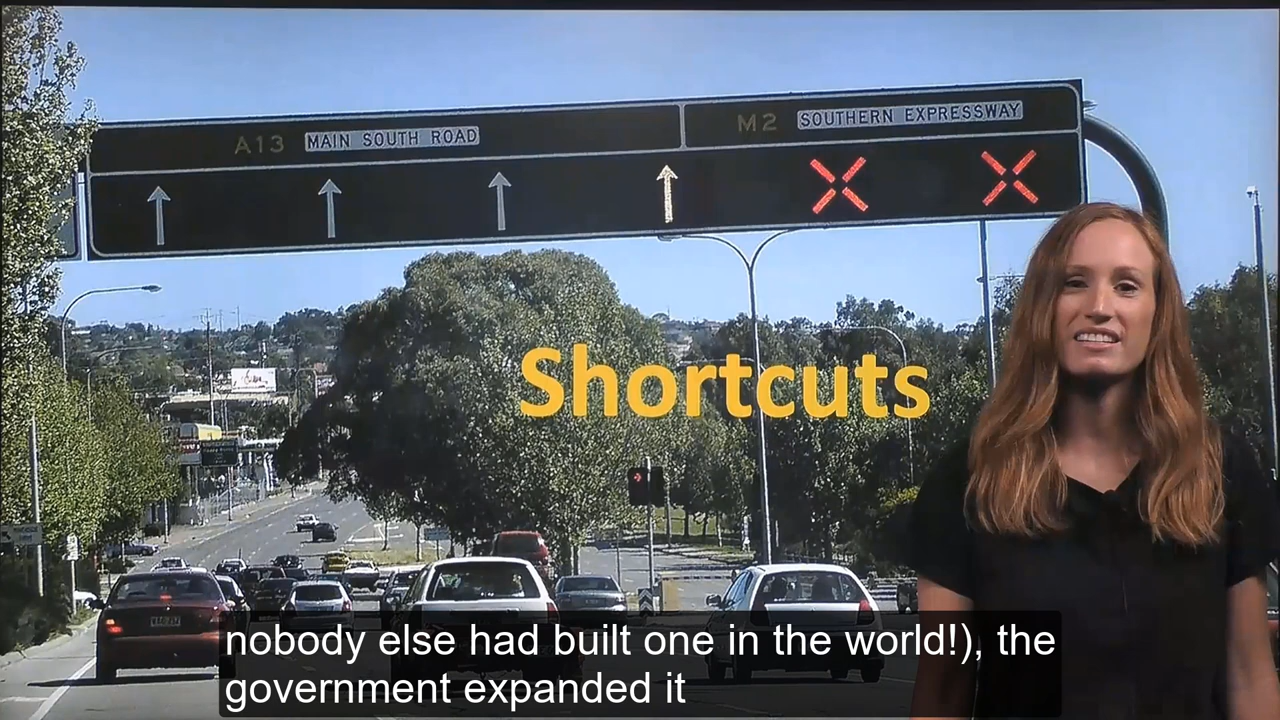 A13 MAIN SOUTH ROAD
M2 SOUTHERN EXPRESSWAY
Shortcuts
nobody else had built one in the world!), the
government expanded it